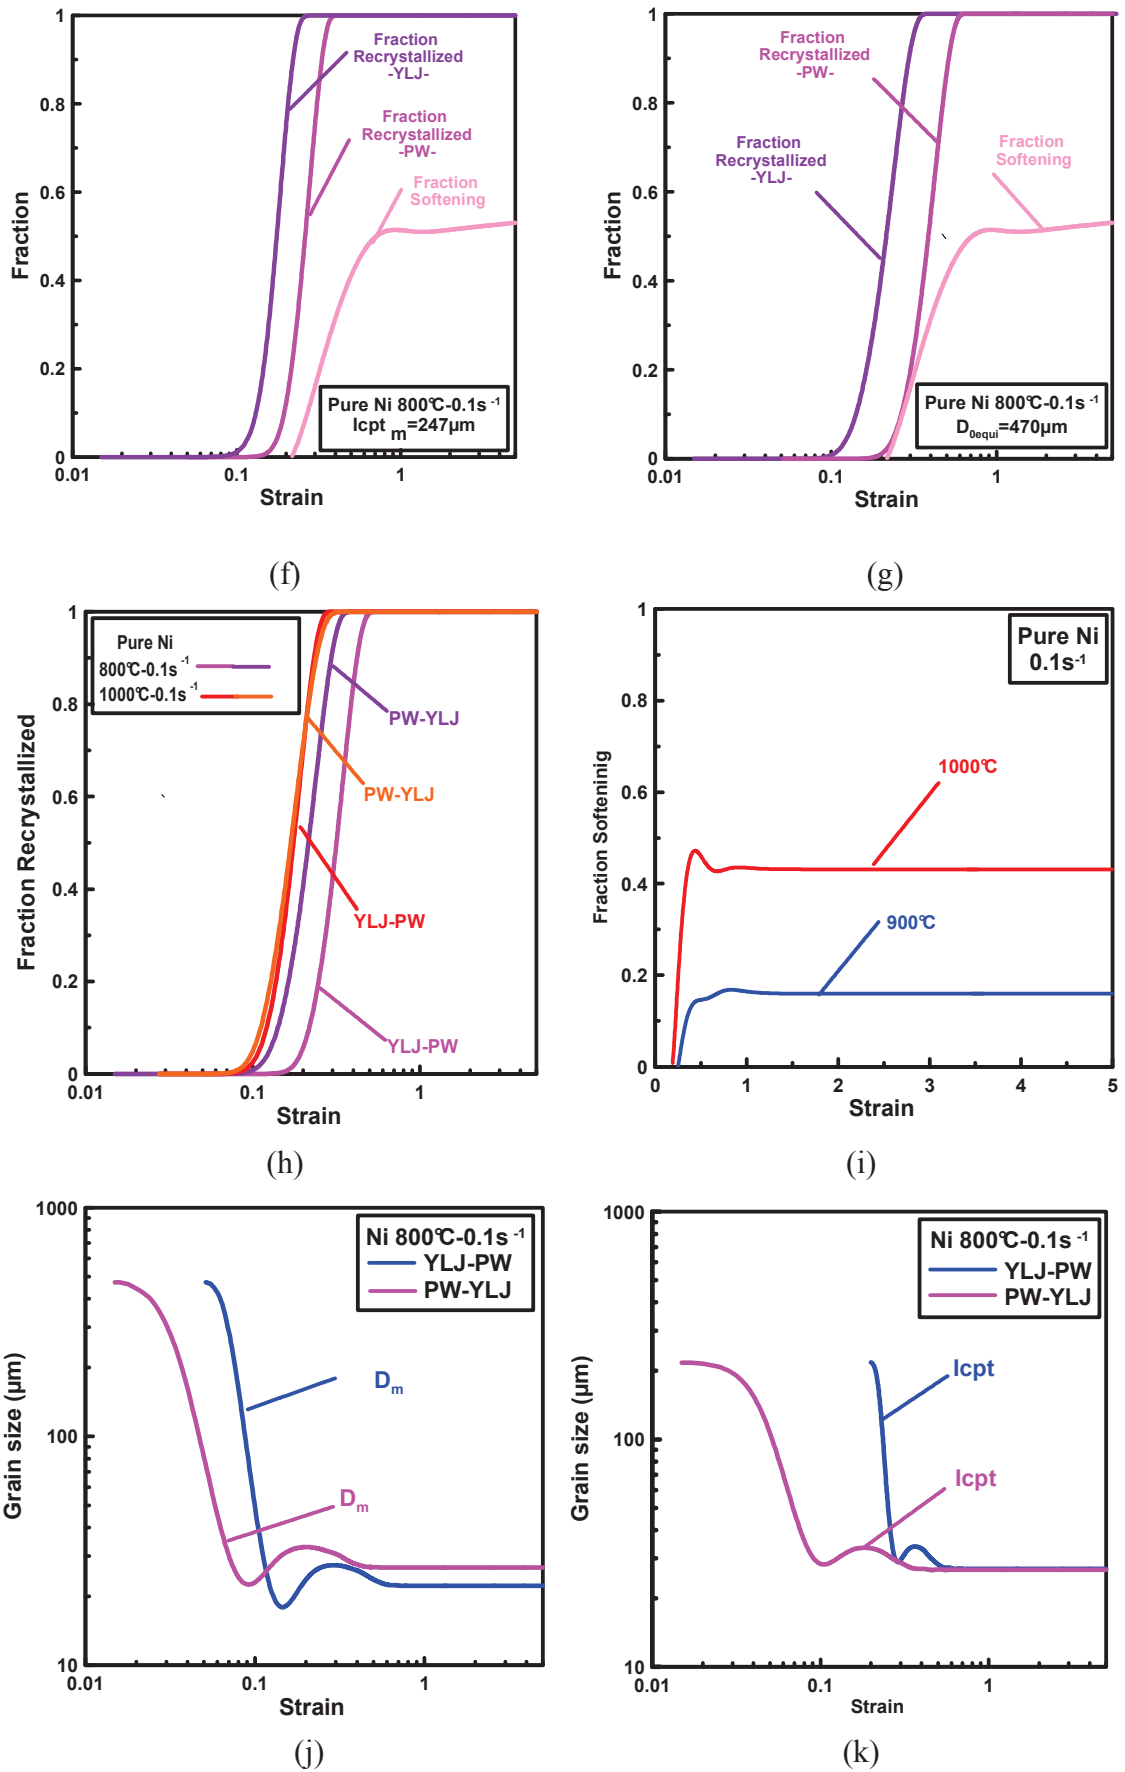 1
0.8
0.6
0.4
0.2
0
0.01
0.1
1
Fraction
Strain
Fraction
Recrystallized
-YLJ-
Fraction
Recrystallized
-PW-
Fraction
Softening
Pure Ni 800°C-0.1s⁻¹
Icpt m=247µm
(f)
1
0.8
0.6
0.4
0.2
0
0.01
0.1
1
Fraction
Strain
Fraction
Recrystallized
-PW-
Fraction
Recrystallized
-YLJ-
Fraction
Softening
Pure Ni 800°C-0.1s⁻¹
D0equi=470µm
(g)
1
0.8
0.6
0.4
0.2
0
0.01
0.1
1
Fraction Recrystallized
Strain
Pure Ni
800°C-0.1s⁻¹
1000°C-0.1s⁻¹
PW-YLJ
PW-YLJ
YLJ-PW
YLJ-PW
(h)
1
0.8
0.6
0.4
0.2
0
0
1
2
3
4
5
Fraction Softeninig
Strain
Pure Ni
0.1s⁻¹
1000°C
900°C
(i)
1000
100
10
0.01
0.1
1
Grain size (µm)
Strain
Ni 800°C-0.1s⁻¹
YLJ-PW
PW-YLJ
Dm
Dm
(j)
1000
100
10
0.01
0.1
1
Grain size (µm)
Strain
Ni 800°C-0.1s⁻¹
YLJ-PW
PW-YLJ
Icpt
Icpt
(k)